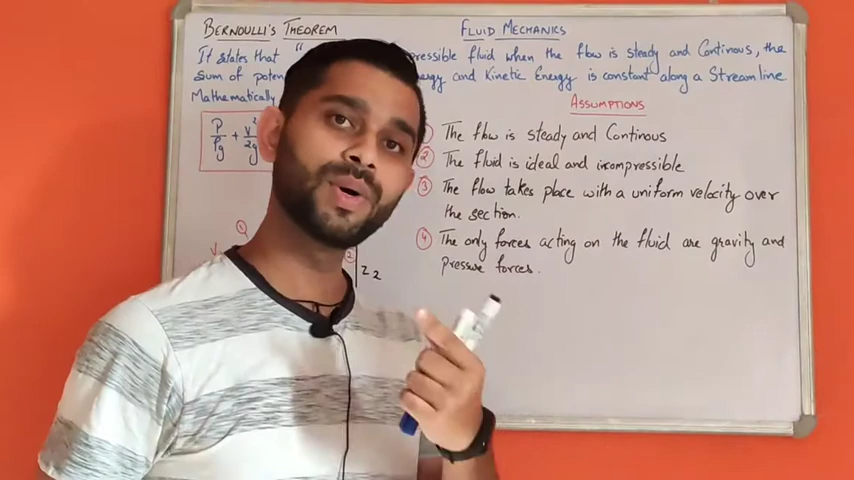 BERNOULLI'S THEOREM
FLUID MECHANICS
It states that " fluid when the flow is steady and Continous, the
sum of and Kinetic Energy is constant along a Streamline
Mathematically
P/ρg + V²/2g
ASSUMPTIONS
The flow is steady and Continous
② The fluid is ideal and incompressible
③ The flow takes place with a uniform velocity over
the section.
④ The only forces acting on the fluid are gravity and
pressure forces.
①
②
Z2